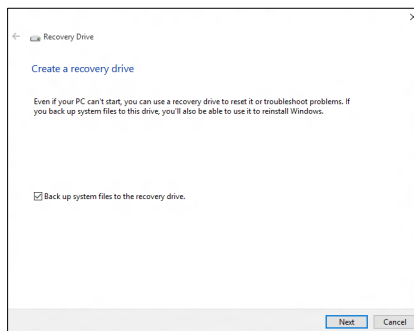 Recovery Drive
Create a recovery drive
Even if your PC can't start, you can use a recovery drive to reset it or troubleshoot problems. If
you back up system files to this drive, you'll also be able to use it to reinstall Windows.
Back up system files to the recovery drive.
Next Cancel